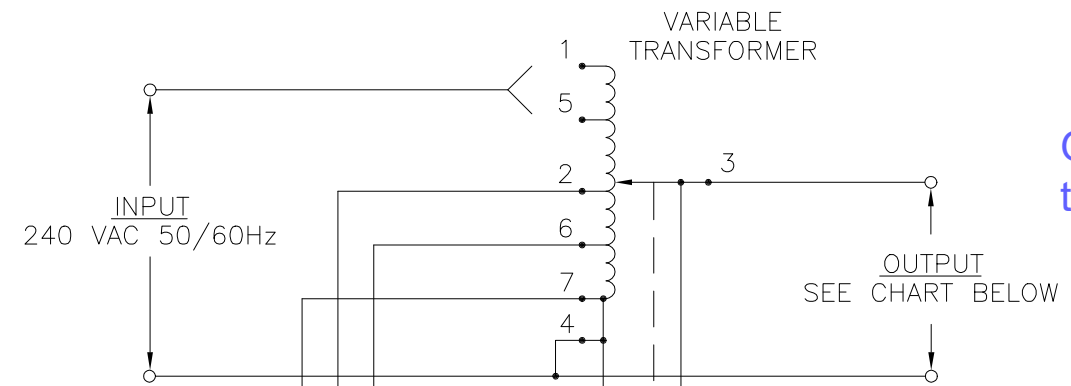 VARIABLE
TRANSFORMER
1
5
2
3
6
7
4
INPUT
240 VAC 50/60Hz
OUTPUT
SEE CHART BELOW